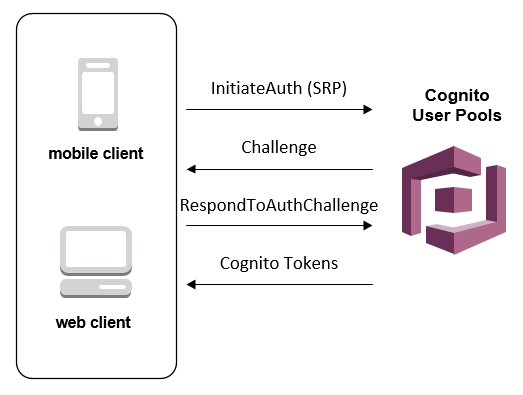 InitiateAuth (SRP)
Cognito
User Pools
mobile client
Challenge
RespondToAuthChallenge
Cognito Tokens
web client